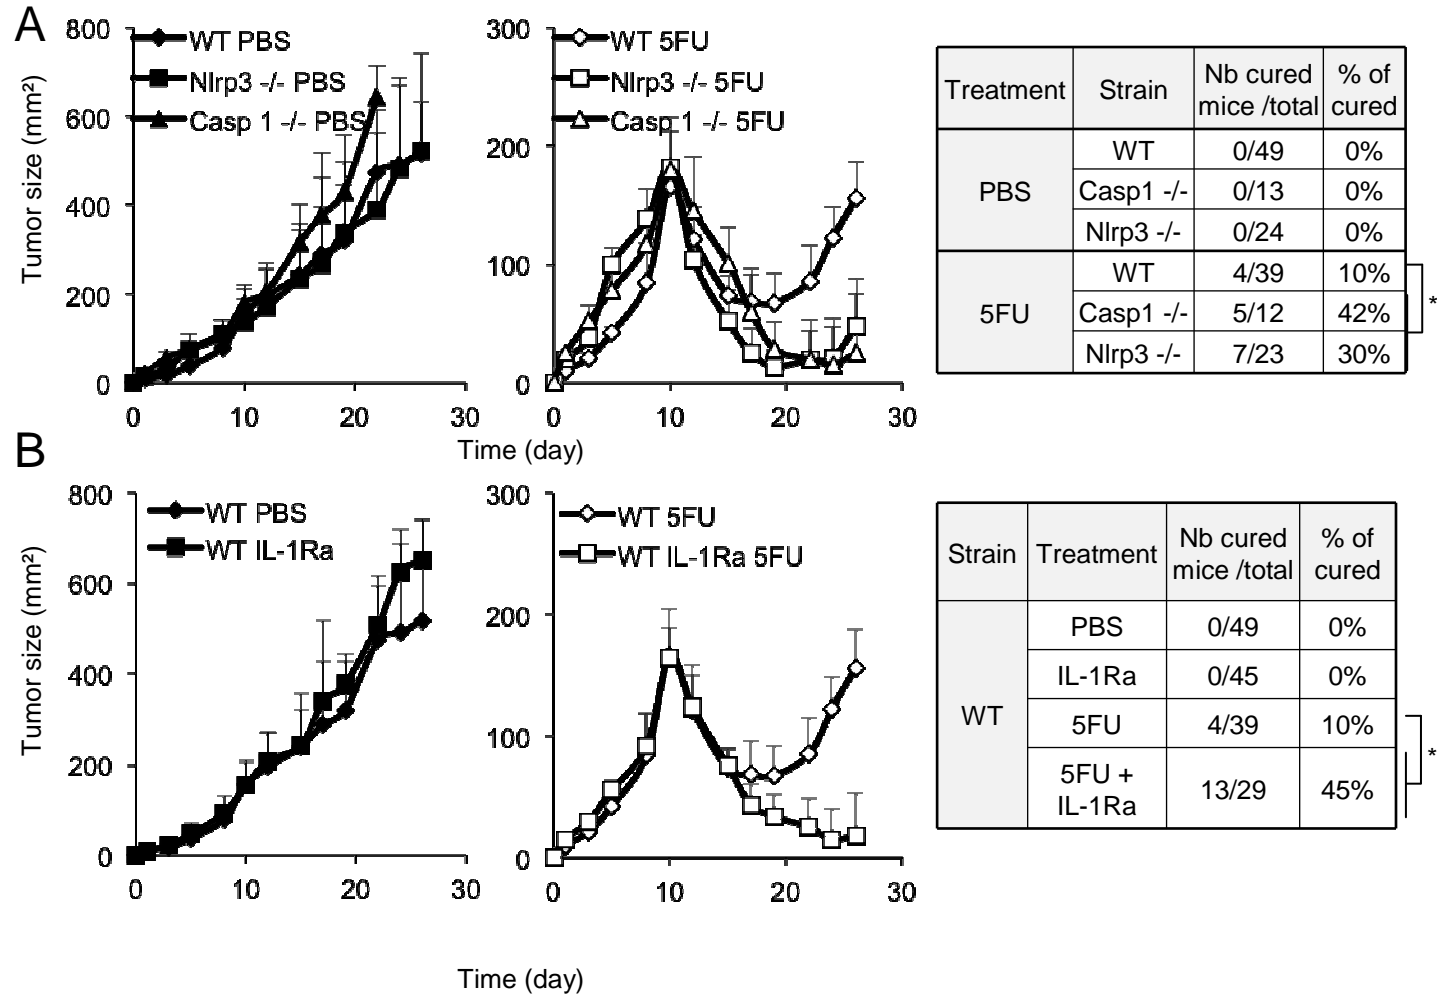 A
800
600
400
200
0
0
10
20
30
Tumor size (mm²)
WT PBS
Nlrp3 -/- PBS
Casp 1 -/- PBS
300
200
100
0
0
10
20
30
WT 5FU
Nlrp3 -/- 5FU
Casp 1 -/- 5FU
Time (day)
Treatment Strain Nb cured mice /total % of cured
PBS
WT 0/49 0%
Casp1 -/- 0/13 0%
Nlrp3 -/- 0/24 0%
5FU
WT 4/39 10%
Casp1 -/- 5/12 42%
Nlrp3 -/- 7/23 30%
*
B
800
600
400
200
0
0
10
20
30
Tumor size (mm²)
WT PBS
WT IL-1Ra
300
200
100
0
0
10
20
30
WT 5FU
WT IL-1Ra 5FU
Time (day)
Strain Treatment Nb cured mice /total % of cured
WT
PBS 0/49 0%
IL-1Ra 0/45 0%
5FU 4/39 10%
5FU + IL-1Ra 13/29 45%
*